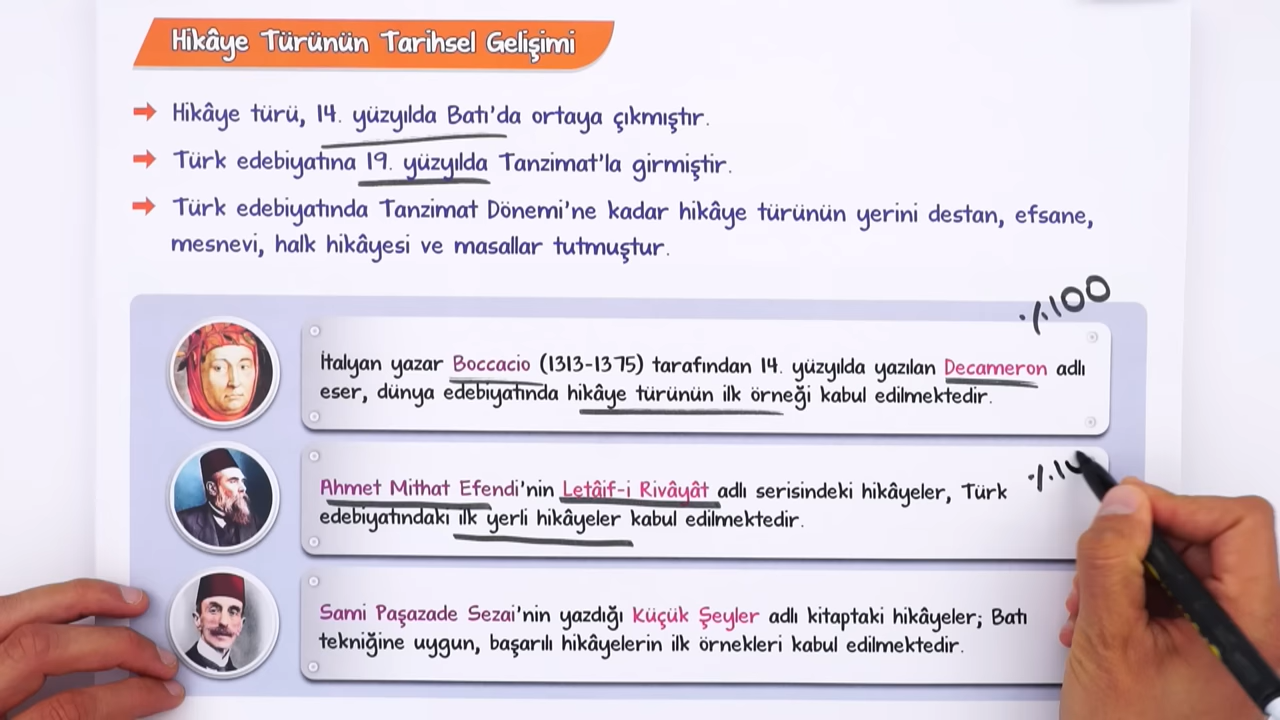 Hikâye Türünün Tarihsel Gelişimi
Hikâye türü, 14. yüzyılda Batı'da ortaya çıkmıştır.
Türk edebiyatına 19. yüzyılda Tanzimat'la girmiştir.
Türk edebiyatında Tanzimat Dönemi'ne kadar hikâye türünün yerini destan, efsane,
mesnevi, halk hikâyesi ve masallar tutmuştur.
%100
İtalyan yazar Boccacio (1313-1375) tarafından 14. yüzyılda yazılan Decameron adlı
eser, dünya edebiyatında hikâye türünün ilk örneği kabul edilmektedir.
Ahmet Mithat Efendi'nin Letâif-i Rivâyât adlı serisindeki hikâyeler, Türk
edebiyatındaki ilk yerli hikâyeler kabul edilmektedir.
Sami Paşazade Sezai'nin yazdığı Küçük Şeyler adlı kitaptaki hikâyeler; Batı
tekniğine uygun, başarılı hikâyelerin ilk örnekleri kabul edilmektedir.